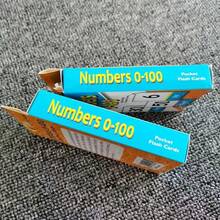 Numbers 0-100
Pocket
Flash Cards
Numbers 0-100
Pocket
Flash Cards